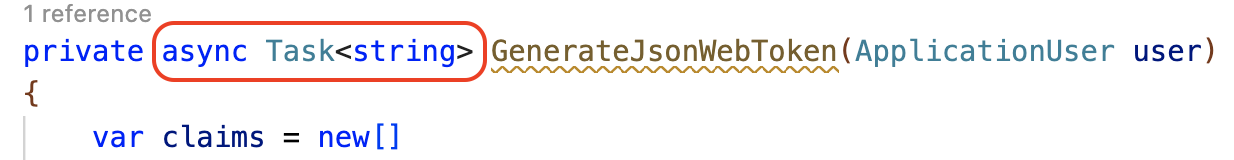 1 reference
private async Task<string> GenerateJsonWebToken(ApplicationUser user)
{
var claims = new[]